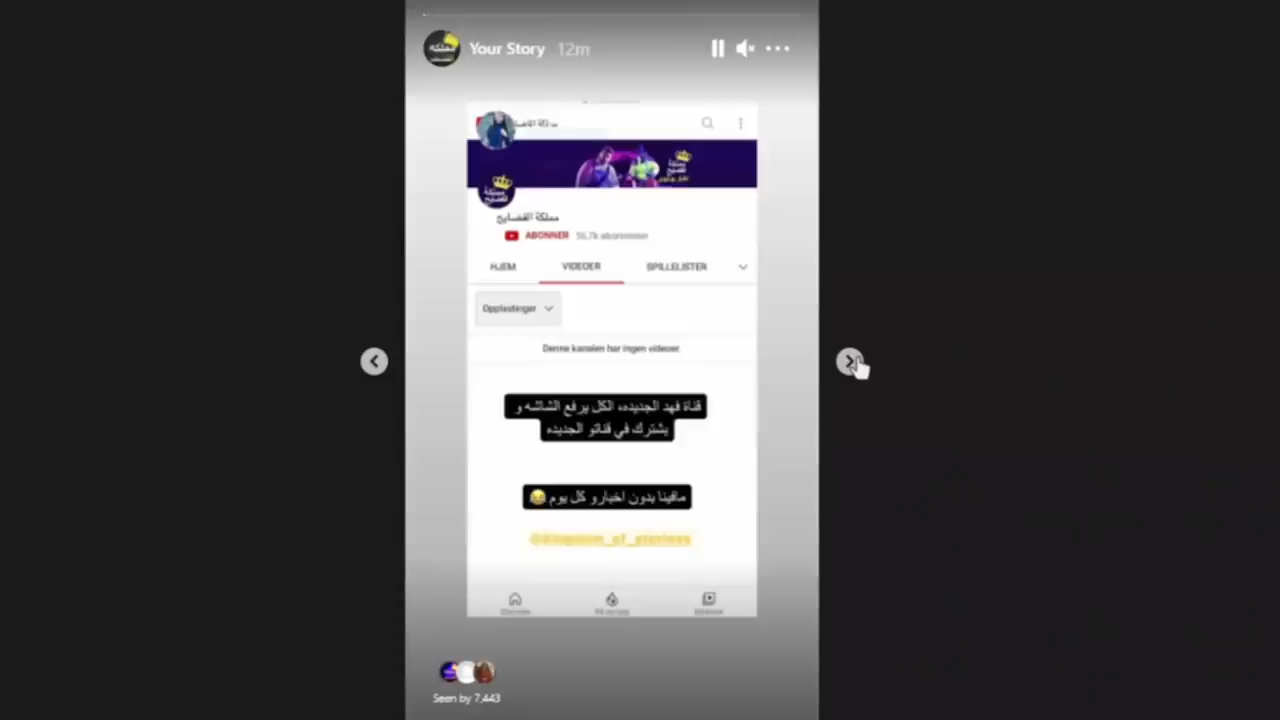 Your Story 12m
مملكة الفضايح
ABONNER
HJEM VIDEOER SPILLELISTER
Opplastinger
Denne kanalen har ingen videoer.
قناة فهد الجديده، الكل يرفع الشاشه و
يشترك في قناتو الجديده
مافينا بدون اخبارو كل يوم 😂
Seen by 7,443